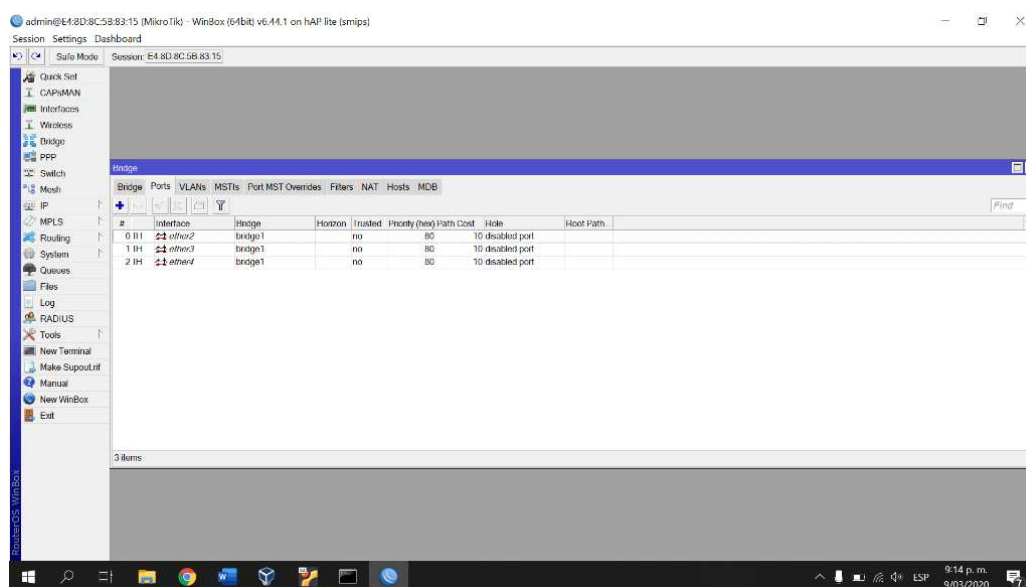 admin@E4:8D:8C:5B:83:15 (MikroTik) - WinBox (64bit) v6.44.1 on hAP lite (smips)
Session Settings Dashboard
Safe Mode Session: E4:8D:8C:5B:83:15
Quick Set
CAPsMAN
Interfaces
Wireless
Bridge
PPP
Switch
Mesh
IP
MPLS
Routing
System
Queues
Files
Log
RADIUS
Tools
New Terminal
Make Supout.rif
Manual
New WinBox
Exit
RouterOS WinBox
Bridge
Bridge Ports VLANs MSTIs Port MST Overrides Filters NAT Hosts MDB
Find
# Interface Bridge Horizon Trusted Priority (hex) Path Cost Role Root Path
0 IH ether2 bridge1 no 80 10 disabled port
1 IH ether3 bridge1 no 80 10 disabled port
2 IH ether4 bridge1 no 80 10 disabled port
3 items
ESP
9:14 p. m.
9/03/2020